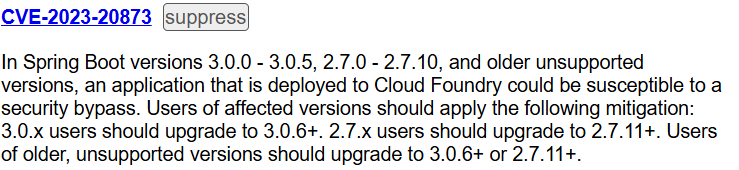 CVE-2023-20873 suppress
In Spring Boot versions 3.0.0 - 3.0.5, 2.7.0 - 2.7.10, and older unsupported
versions, an application that is deployed to Cloud Foundry could be susceptible to a
security bypass. Users of affected versions should apply the following mitigation:
3.0.x users should upgrade to 3.0.6+. 2.7.x users should upgrade to 2.7.11+. Users
of older, unsupported versions should upgrade to 3.0.6+ or 2.7.11+.